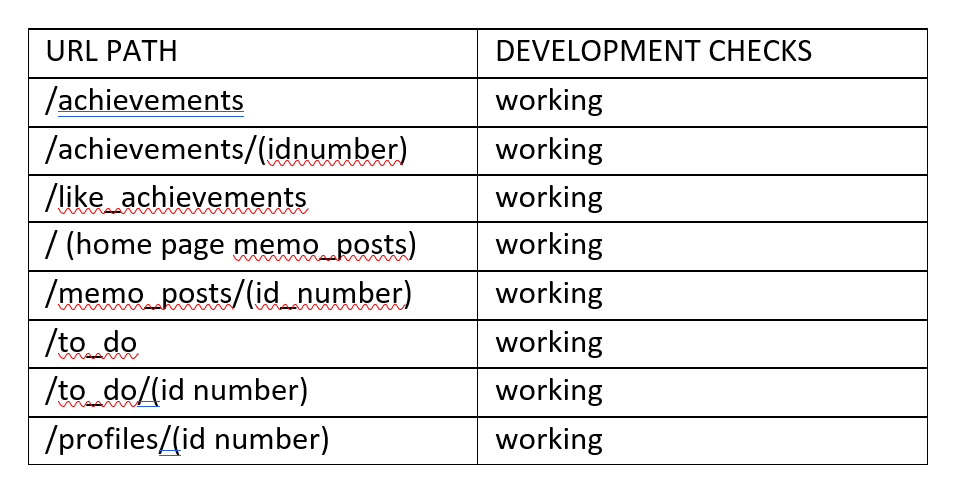 URL PATH DEVELOPMENT CHECKS
/achievements working
/achievements/(idnumber) working
/like_achievements working
/ (home page memo_posts) working
/memo_posts/(id_number) working
/to_do working
/to_do/(id number) working
/profiles/(id number) working